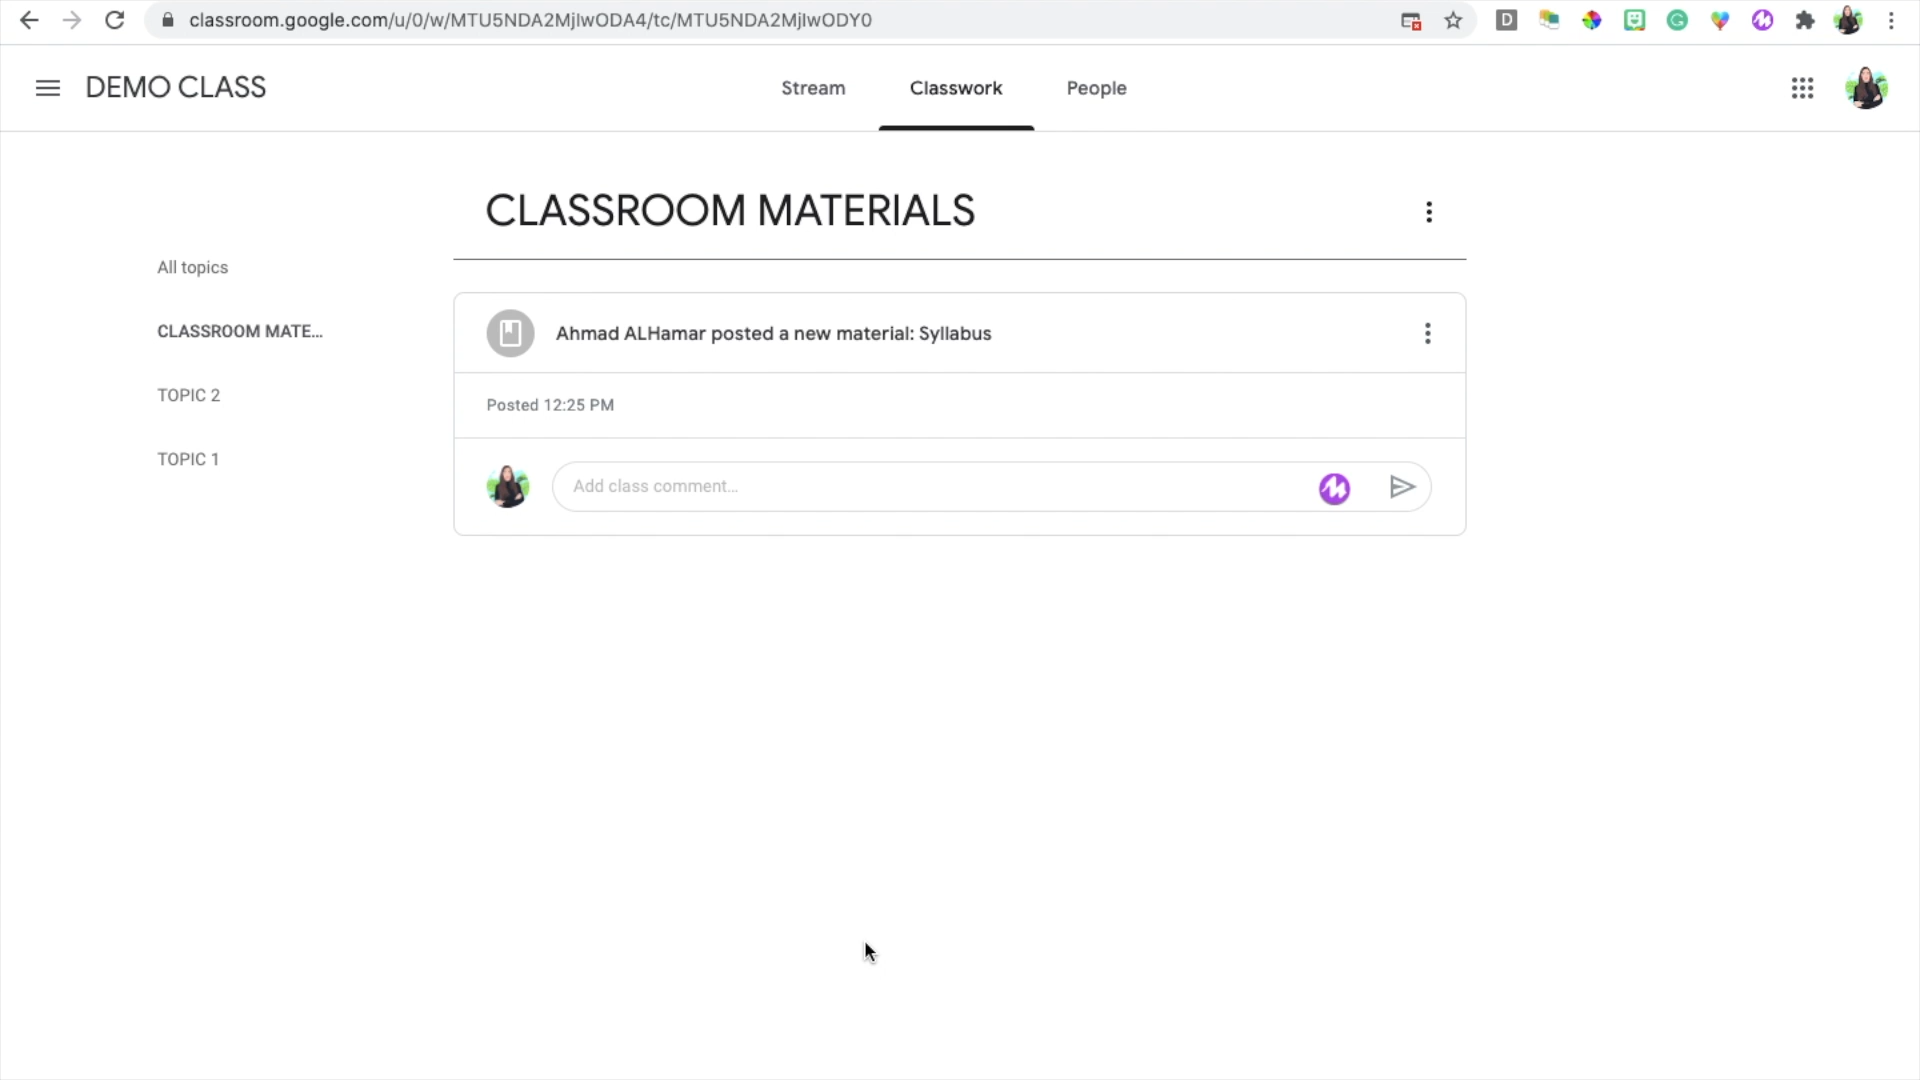 classroom.google.com/u/0/w/MTU5NDA2MjIwODA4/tc/MTU5NDA2MjIwODY0
D
DEMO CLASS
Stream
Classwork
People
CLASSROOM MATERIALS
All topics
CLASSROOM MATE...
TOPIC 2
TOPIC 1
Ahmad ALHamar posted a new material: Syllabus
Posted 12:25 PM
Add class comment...